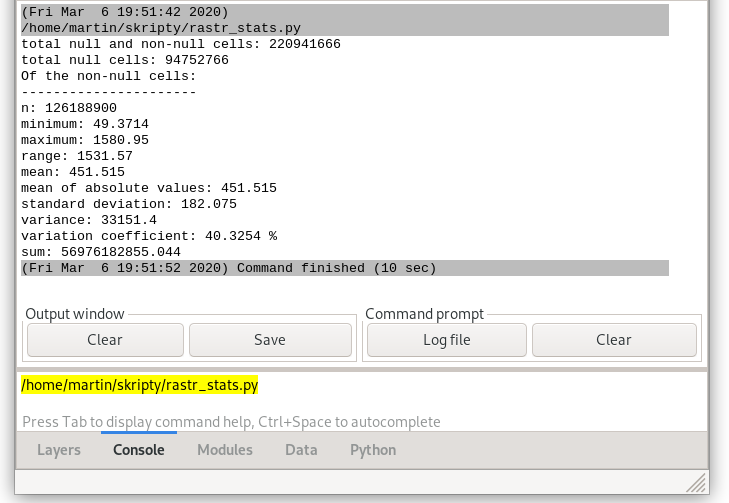 (Fri Mar  6 19:51:42 2020)
/home/martin/skripty/rastr_stats.py
total null and non-null cells: 220941666
total null cells: 94752766
Of the non-null cells:
----------------------
n: 126188900
minimum: 49.3714
maximum: 1580.95
range: 1531.57
mean: 451.515
mean of absolute values: 451.515
standard deviation: 182.075
variance: 33151.4
variation coefficient: 40.3254 %
sum: 56976182855.044
(Fri Mar  6 19:51:52 2020) Command finished (10 sec)
Output window Command prompt
Clear Save Log file Clear
/home/martin/skripty/rastr_stats.py
Press Tab to display command help, Ctrl+Space to autocomplete
Layers Console Modules Data Python